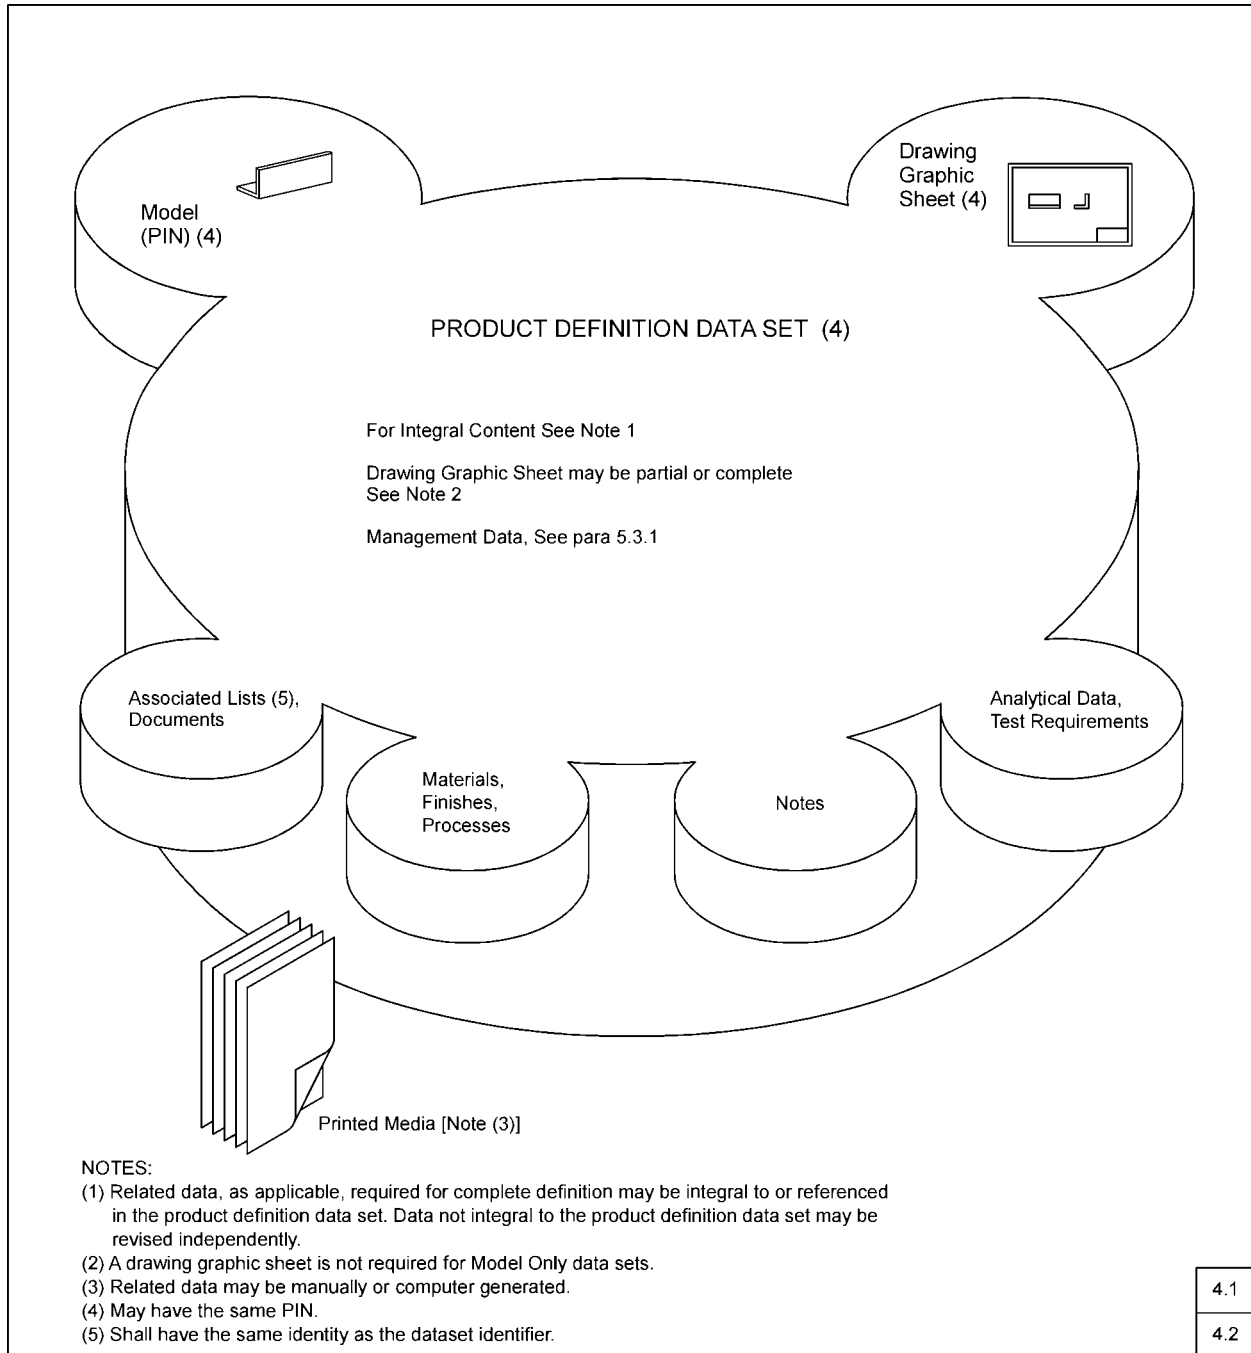 Model
(PIN) (4)
Drawing
Graphic
Sheet (4)
PRODUCT DEFINITION DATA SET (4)
For Integral Content See Note 1
Drawing Graphic Sheet may be partial or complete
See Note 2
Management Data, See para 5.3.1
Associated Lists (5),
Documents
Materials,
Finishes,
Processes
Notes
Analytical Data,
Test Requirements
Printed Media [Note (3)]
NOTES:
(1) Related data, as applicable, required for complete definition may be integral to or referenced
in the product definition data set. Data not integral to the product definition data set may be
revised independently.
(2) A drawing graphic sheet is not required for Model Only data sets.
(3) Related data may be manually or computer generated.
(4) May have the same PIN.
(5) Shall have the same identity as the dataset identifier.
4.1
4.2